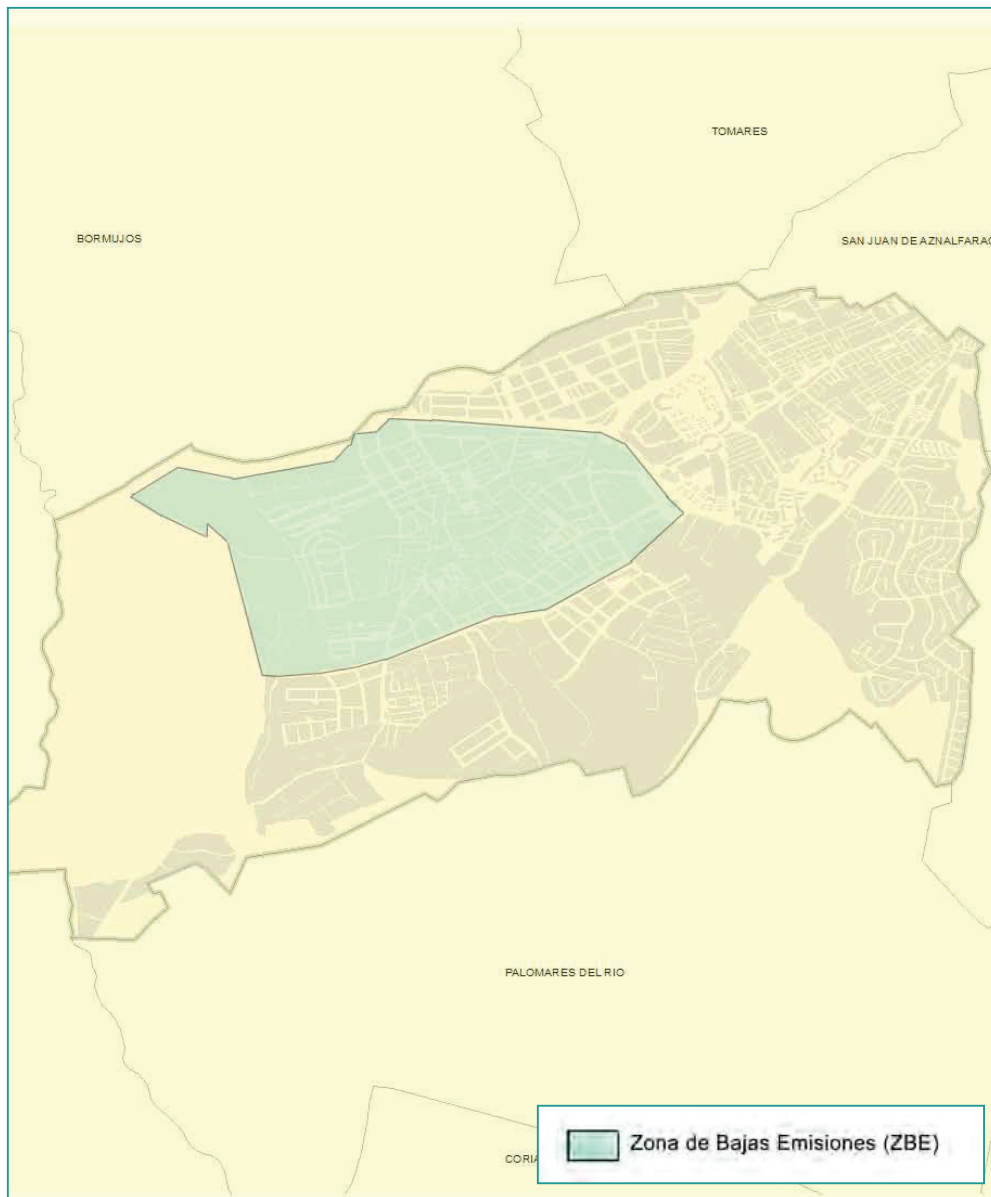 TOMARES
BORMUJOS
SAN JUAN DE AZNALFARAC
PALOMARES DEL RIO
CORIA
Zona de Bajas Emisiones (ZBE)